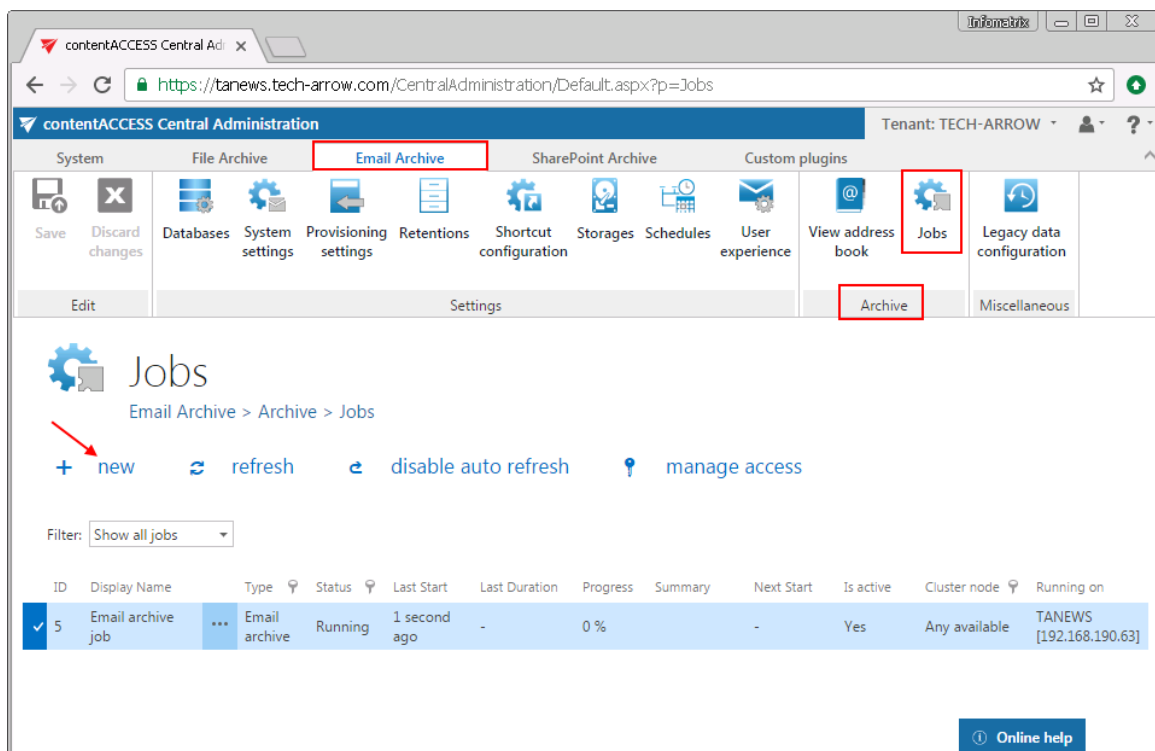 Infomatrix
contentACCESS Central Adr
https://tanews.tech-arrow.com/CentralAdministration/Default.aspx?p=Jobs
contentACCESS Central Administration Tenant: TECH-ARROW ?
System File Archive Email Archive SharePoint Archive Custom plugins
Save Discard Databases System Provisioning Retentions Shortcut Storages Schedules User View address Jobs Legacy data
changes settings settings configuration experience book configuration
Edit Settings Archive Miscellaneous
Jobs
Email Archive > Archive > Jobs
+ new refresh disable auto refresh manage access
Filter: Show all jobs
ID Display Name Type Status Last Start Last Duration Progress Summary Next Start Is active Cluster node Running on
5 Email archive ... Email Running 1 second - 0 % - Yes Any available TANEWS
job archive ago [192.168.190.63]
Online help